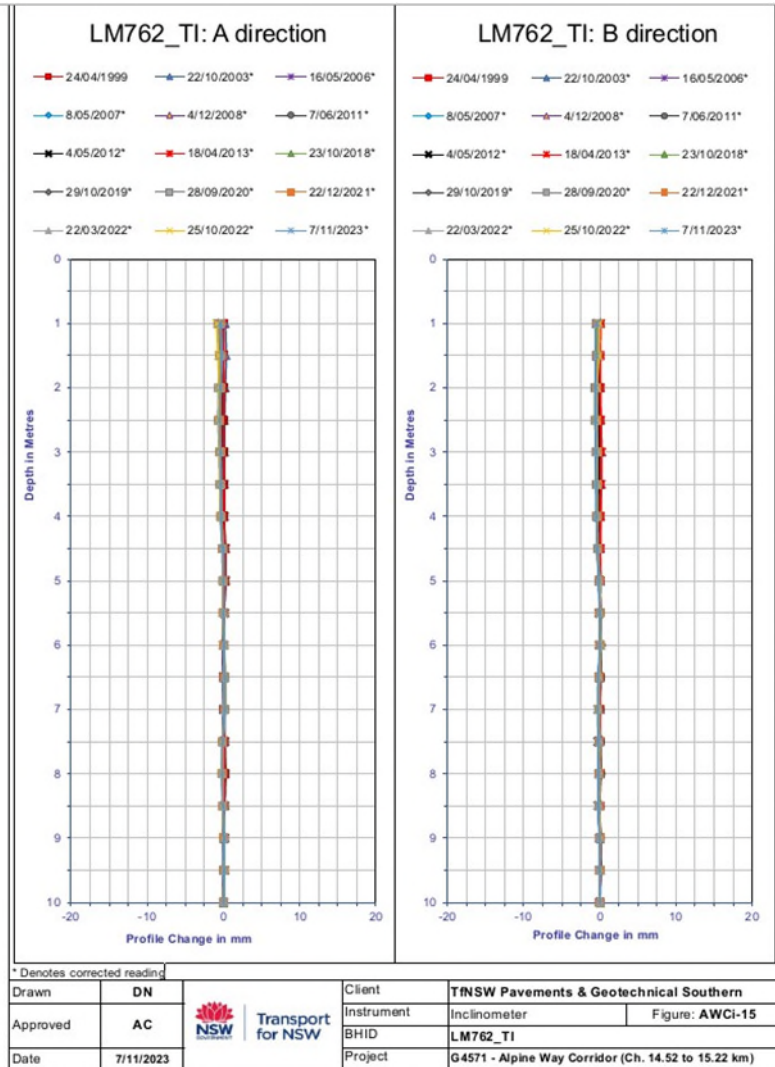 LM762_TI: A direction
24/04/1999 22/10/2003* 16/05/2006*
8/05/2007* 4/12/2008* 7/06/2011*
4/05/2012* 18/04/2013* 23/10/2018*
29/10/2019* 28/09/2020* 22/12/2021*
22/03/2022* 25/10/2022* 7/11/2023*
0
1
2
3
4
5
6
7
8
9
10
Depth in Metres
-20 -10 0 10 20
Profile Change in mm
LM762_TI: B direction
24/04/1999 22/10/2003* 16/05/2006*
8/05/2007* 4/12/2008* 7/06/2011*
4/05/2012* 18/04/2013* 23/10/2018*
29/10/2019* 28/09/2020* 22/12/2021*
22/03/2022* 25/10/2022* 7/11/2023*
0
1
2
3
4
5
6
7
8
9
10
Depth in Metres
-20 -10 0 10 20
Profile Change in mm
* Denotes corrected reading
Drawn DN
Approved AC
Date 7/11/2023
NSW
GOVERNMENT
Transport
for NSW
Client TfNSW Pavements & Geotechnical Southern
Instrument Inclinometer Figure: AWCi-15
BHID LM762_TI
Project G4571 - Alpine Way Corridor (Ch. 14.52 to 15.22 km)